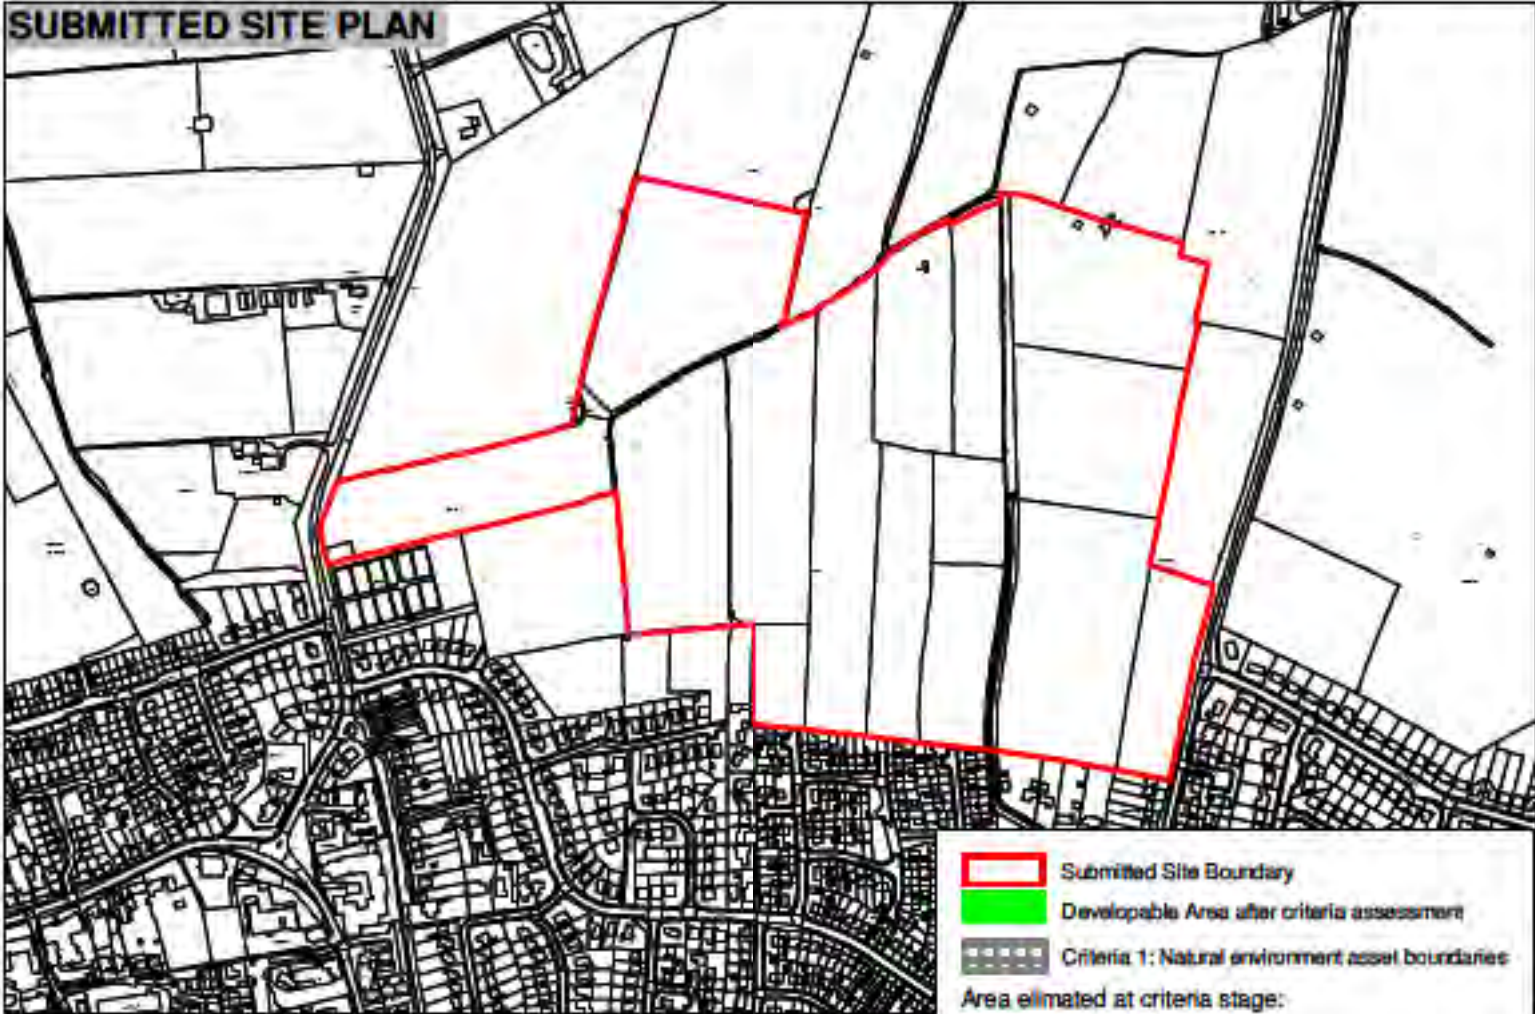 SUBMITTED SITE PLAN
Submitted Site Boundary
Developable Area after criteria assessment
Criteria 1: Natural environment asset boundaries
Area elimated at criteria stage: